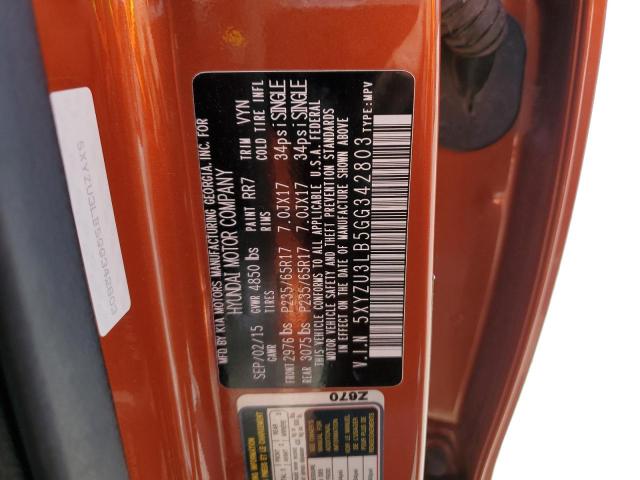 MFD. BY KIA MOTORS MANUFACTURING GEORGIA, INC. FOR
HYUNDAI MOTOR COMPANY
SEP/02/15 GVWR 4850 lbs PAINT RR7 TRIM VYN
GAWR TIRES RIMS COLD TIRE INFL
FRONT 2976 lbs P235/65R17 7.0JX17 34psi SINGLE
REAR 3075 lbs P235/65R17 7.0JX17 34psi SINGLE
THIS VEHICLE CONFORMS TO ALL APPLICABLE U.S.A. FEDERAL
MOTOR VEHICLE SAFETY AND THEFT PREVENTION STANDARDS
IN EFFECT ON THE DATE OF MANUFACTURE SHOWN ABOVE.
V.I.N 5XYZU3LB5GG342803 TYPE:MPV
5XYZU3LB5GG342803
Z670